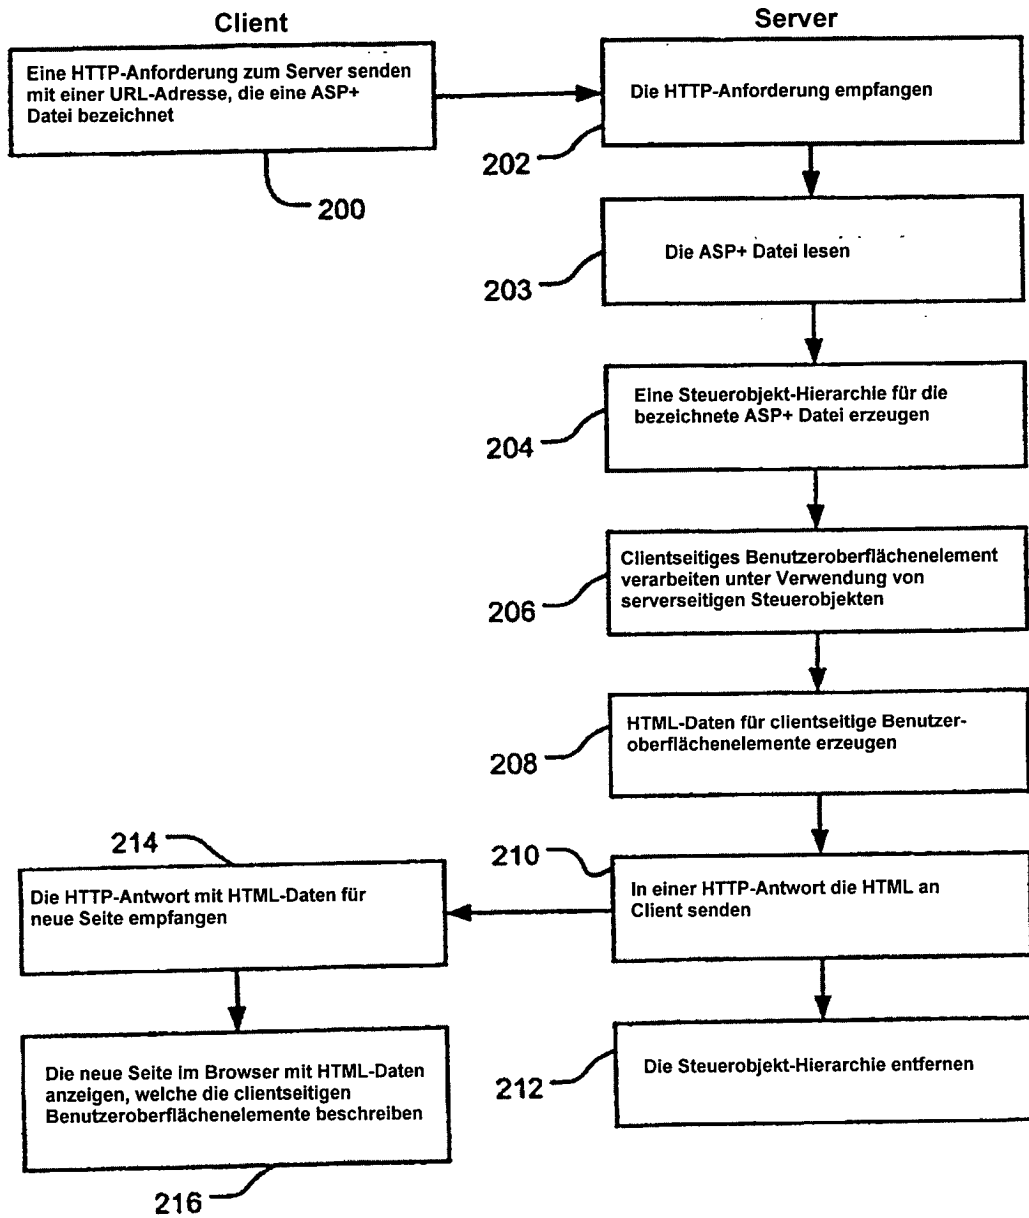 Client
Server
Eine HTTP-Anforderung zum Server senden
mit einer URL-Adresse, die eine ASP+
Datei bezeichnet
200
Die HTTP-Anforderung empfangen
202
Die ASP+ Datei lesen
203
Eine Steuerobjekt-Hierarchie für die
bezeichnete ASP+ Datei erzeugen
204
Clientseitiges Benutzeroberflächenelement
verarbeiten unter Verwendung von
serverseitigen Steuerobjekten
206
HTML-Daten für clientseitige Benutzer-
oberflächenelemente erzeugen
208
210
In einer HTTP-Antwort die HTML an
Client senden
214
Die HTTP-Antwort mit HTML-Daten für
neue Seite empfangen
Die Steuerobjekt-Hierarchie entfernen
212
Die neue Seite im Browser mit HTML-Daten
anzeigen, welche die clientseitigen
Benutzeroberflächenelemente beschreiben
216